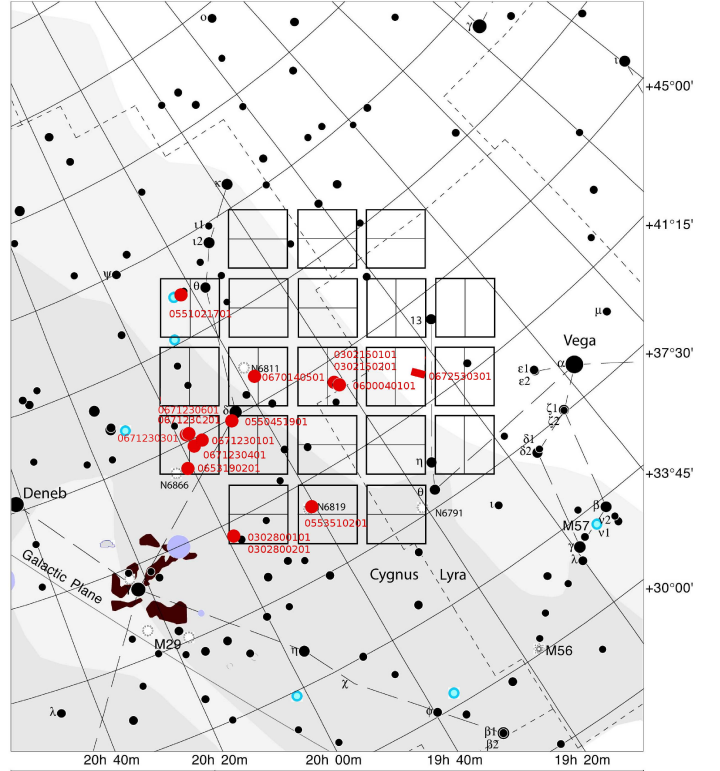 ο
γ
ι
+45°00'
κ
+41°15'
ι1
ι2
ψ
θ
0551021701
13
μ
+37°30'
Vega
α
ε1
ε2
N6811
0302150101
0302150201
0670140501
0600040101
0672530301
0671230601
067123C201
δ
0550451901
ζ1
ζ2
0671230301
0671230101
0671230401
δ1
δ2
0653190201
η
+33°45'
N6866
θ
Deneb
N6819
0553510201
N6791
ι
β
M57
ν2
ν1
0302800101
0302800201
γ
λ
Galactic Plane
Cygnus
Lyra
+30°00'
M29
η
M56
χ
λ
φ
β1
β2
20h 40m
20h 20m
20h 00m
19h 40m
19h 20m